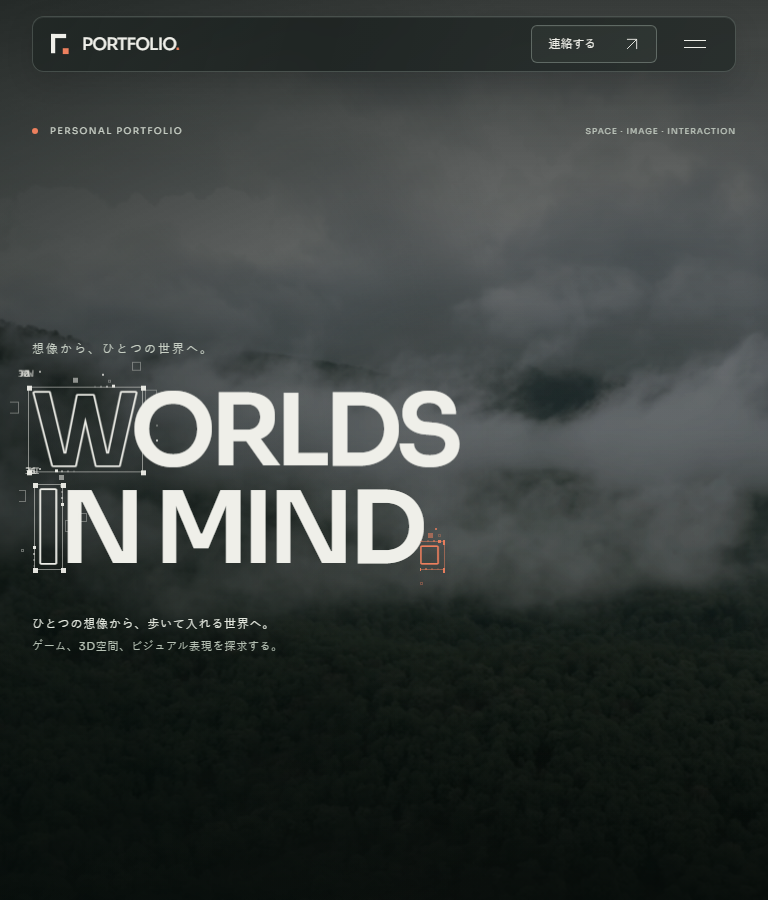 PORTFOLIO.
連絡する
PERSONAL PORTFOLIO
SPACE · IMAGE · INTERACTION
想像から、ひとつの世界へ。
WORLDS
IN MIND.
ひとつの想像から、歩いて入れる世界へ。
ゲーム、3D空間、ビジュアル表現を探求する。